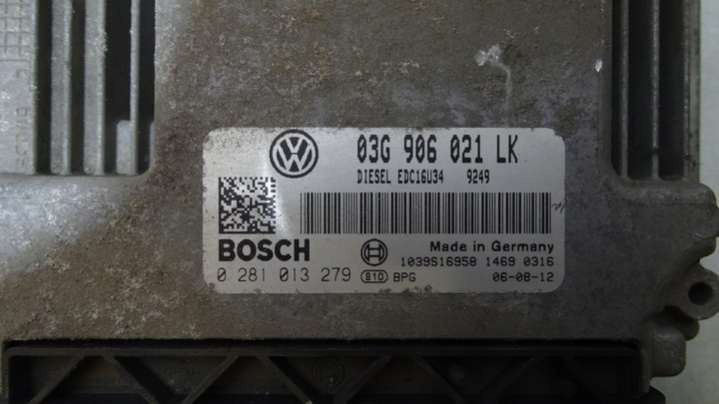 03G 906 021 LK
DIESEL EDC16U34 9249
BOSCH
Made in Germany
1039S16958 1469 0316
0 281 013 279 810 BPG 06-08-12